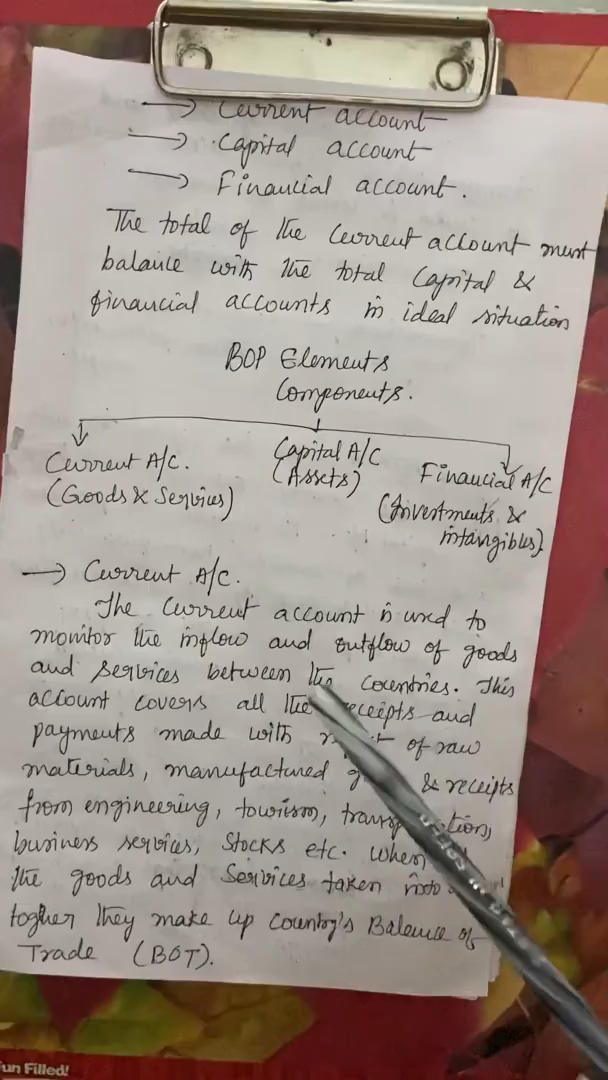 → Current account
→ Capital account
→ Financial account.
The total of the current account must
balance with the total Capital &
financial accounts in ideal situation
BOP Elements
Components.
Current A/C.
(Goods & Services)
Capital A/C
(Assets)
Financial A/C
(Investments &
intangibles)
→ Current A/C.
The current account is used to
monitor the inflow and outflow of goods
and services between the countries. This
account covers all the receipts and
payments made with of raw
materials, manufactured & receipts
from engineering, tourism,
business services, stocks etc. When
the goods and services taken
togher they make up country's Balance of
Trade (BOT).
un Filled!